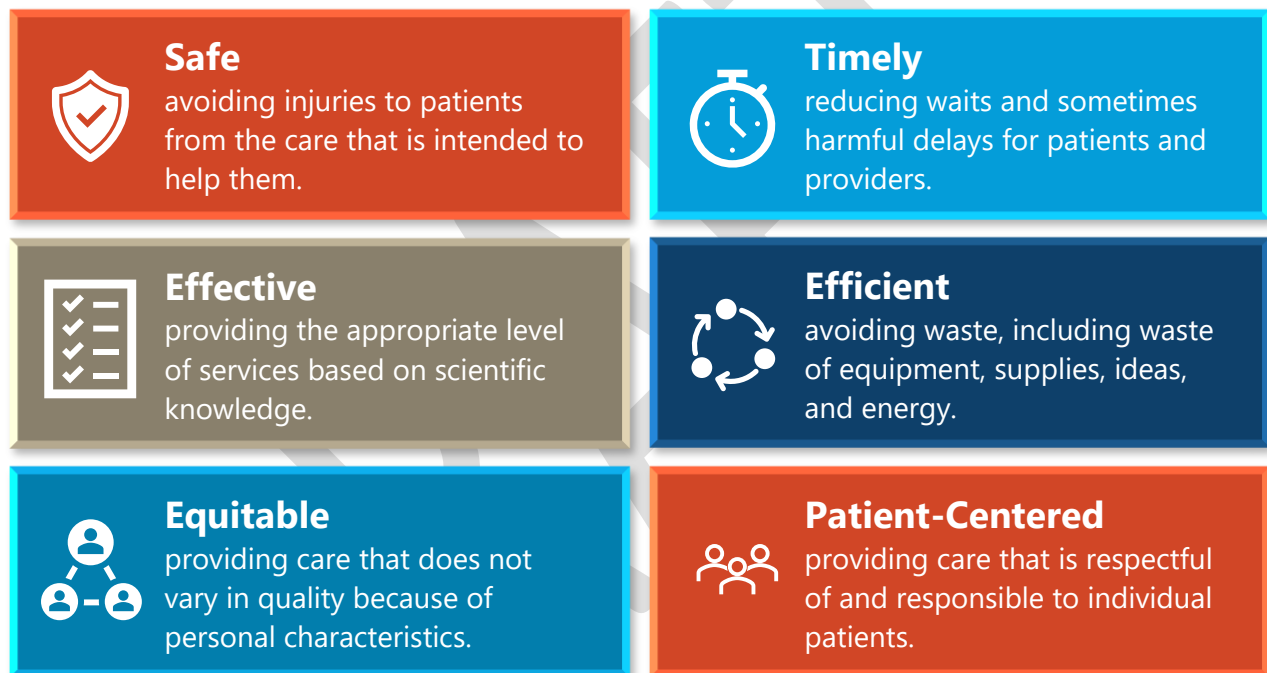 Safe
avoiding injuries to patients
from the care that is intended to
help them.
Timely
reducing waits and sometimes
harmful delays for patients and
providers.
Effective
providing the appropriate level
of services based on scientific
knowledge.
Efficient
avoiding waste, including waste
of equipment, supplies, ideas,
and energy.
Equitable
providing care that does not
vary in quality because of
personal characteristics.
Patient-Centered
providing care that is respectful
of and responsible to individual
patients.